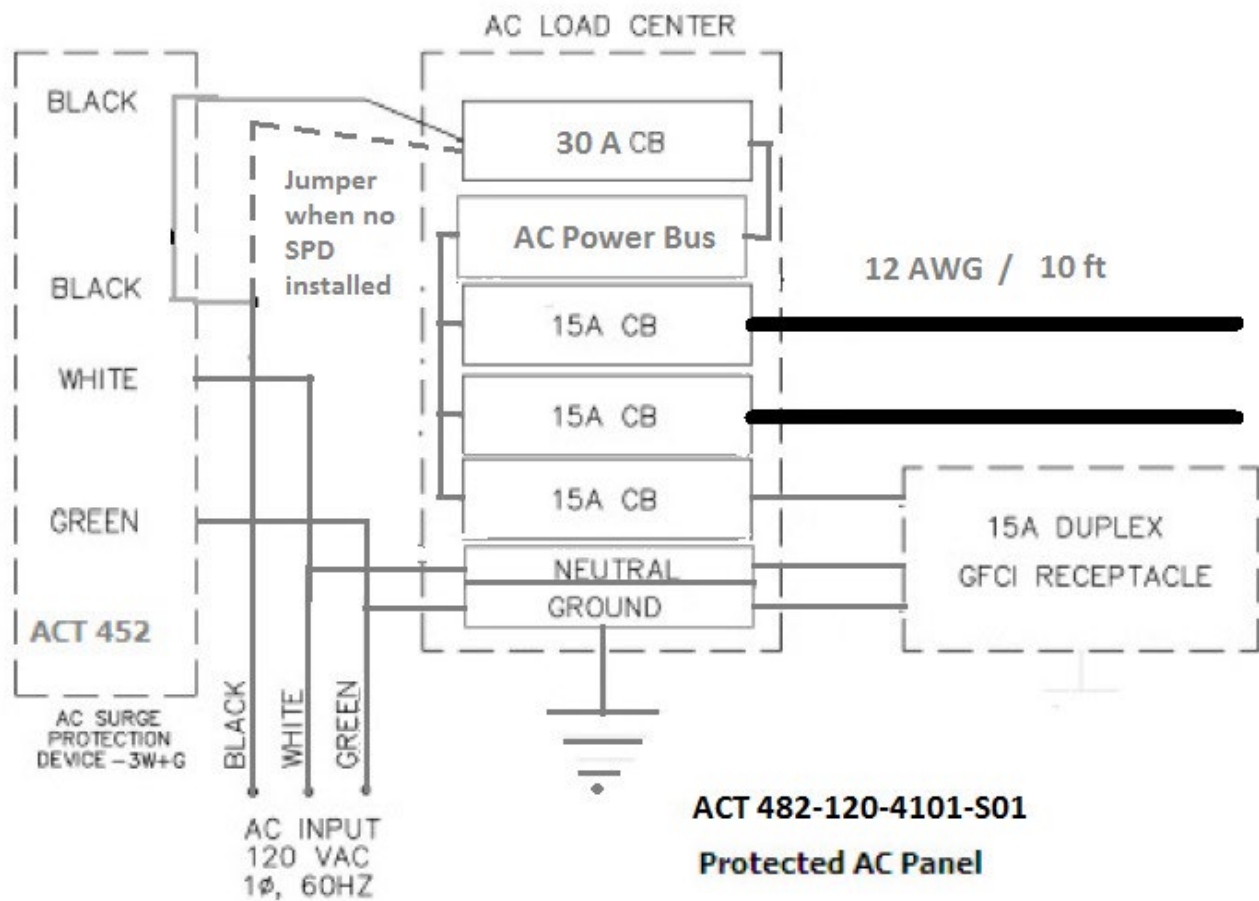 AC LOAD CENTER
BLACK
30 A CB
Jumper
when no
SPD
installed
AC Power Bus
12 AWG / 10 ft
BLACK
15A CB
WHITE
15A CB
15A CB
GREEN
15A DUPLEX
GFCI RECEPTACLE
NEUTRAL
GROUND
ACT 452
AC SURGE
PROTECTION
DEVICE-3W+G
BLACK
WHITE
GREEN
AC INPUT
120 VAC
1ø, 60HZ
ACT 482-120-4101-S01
Protected AC Panel